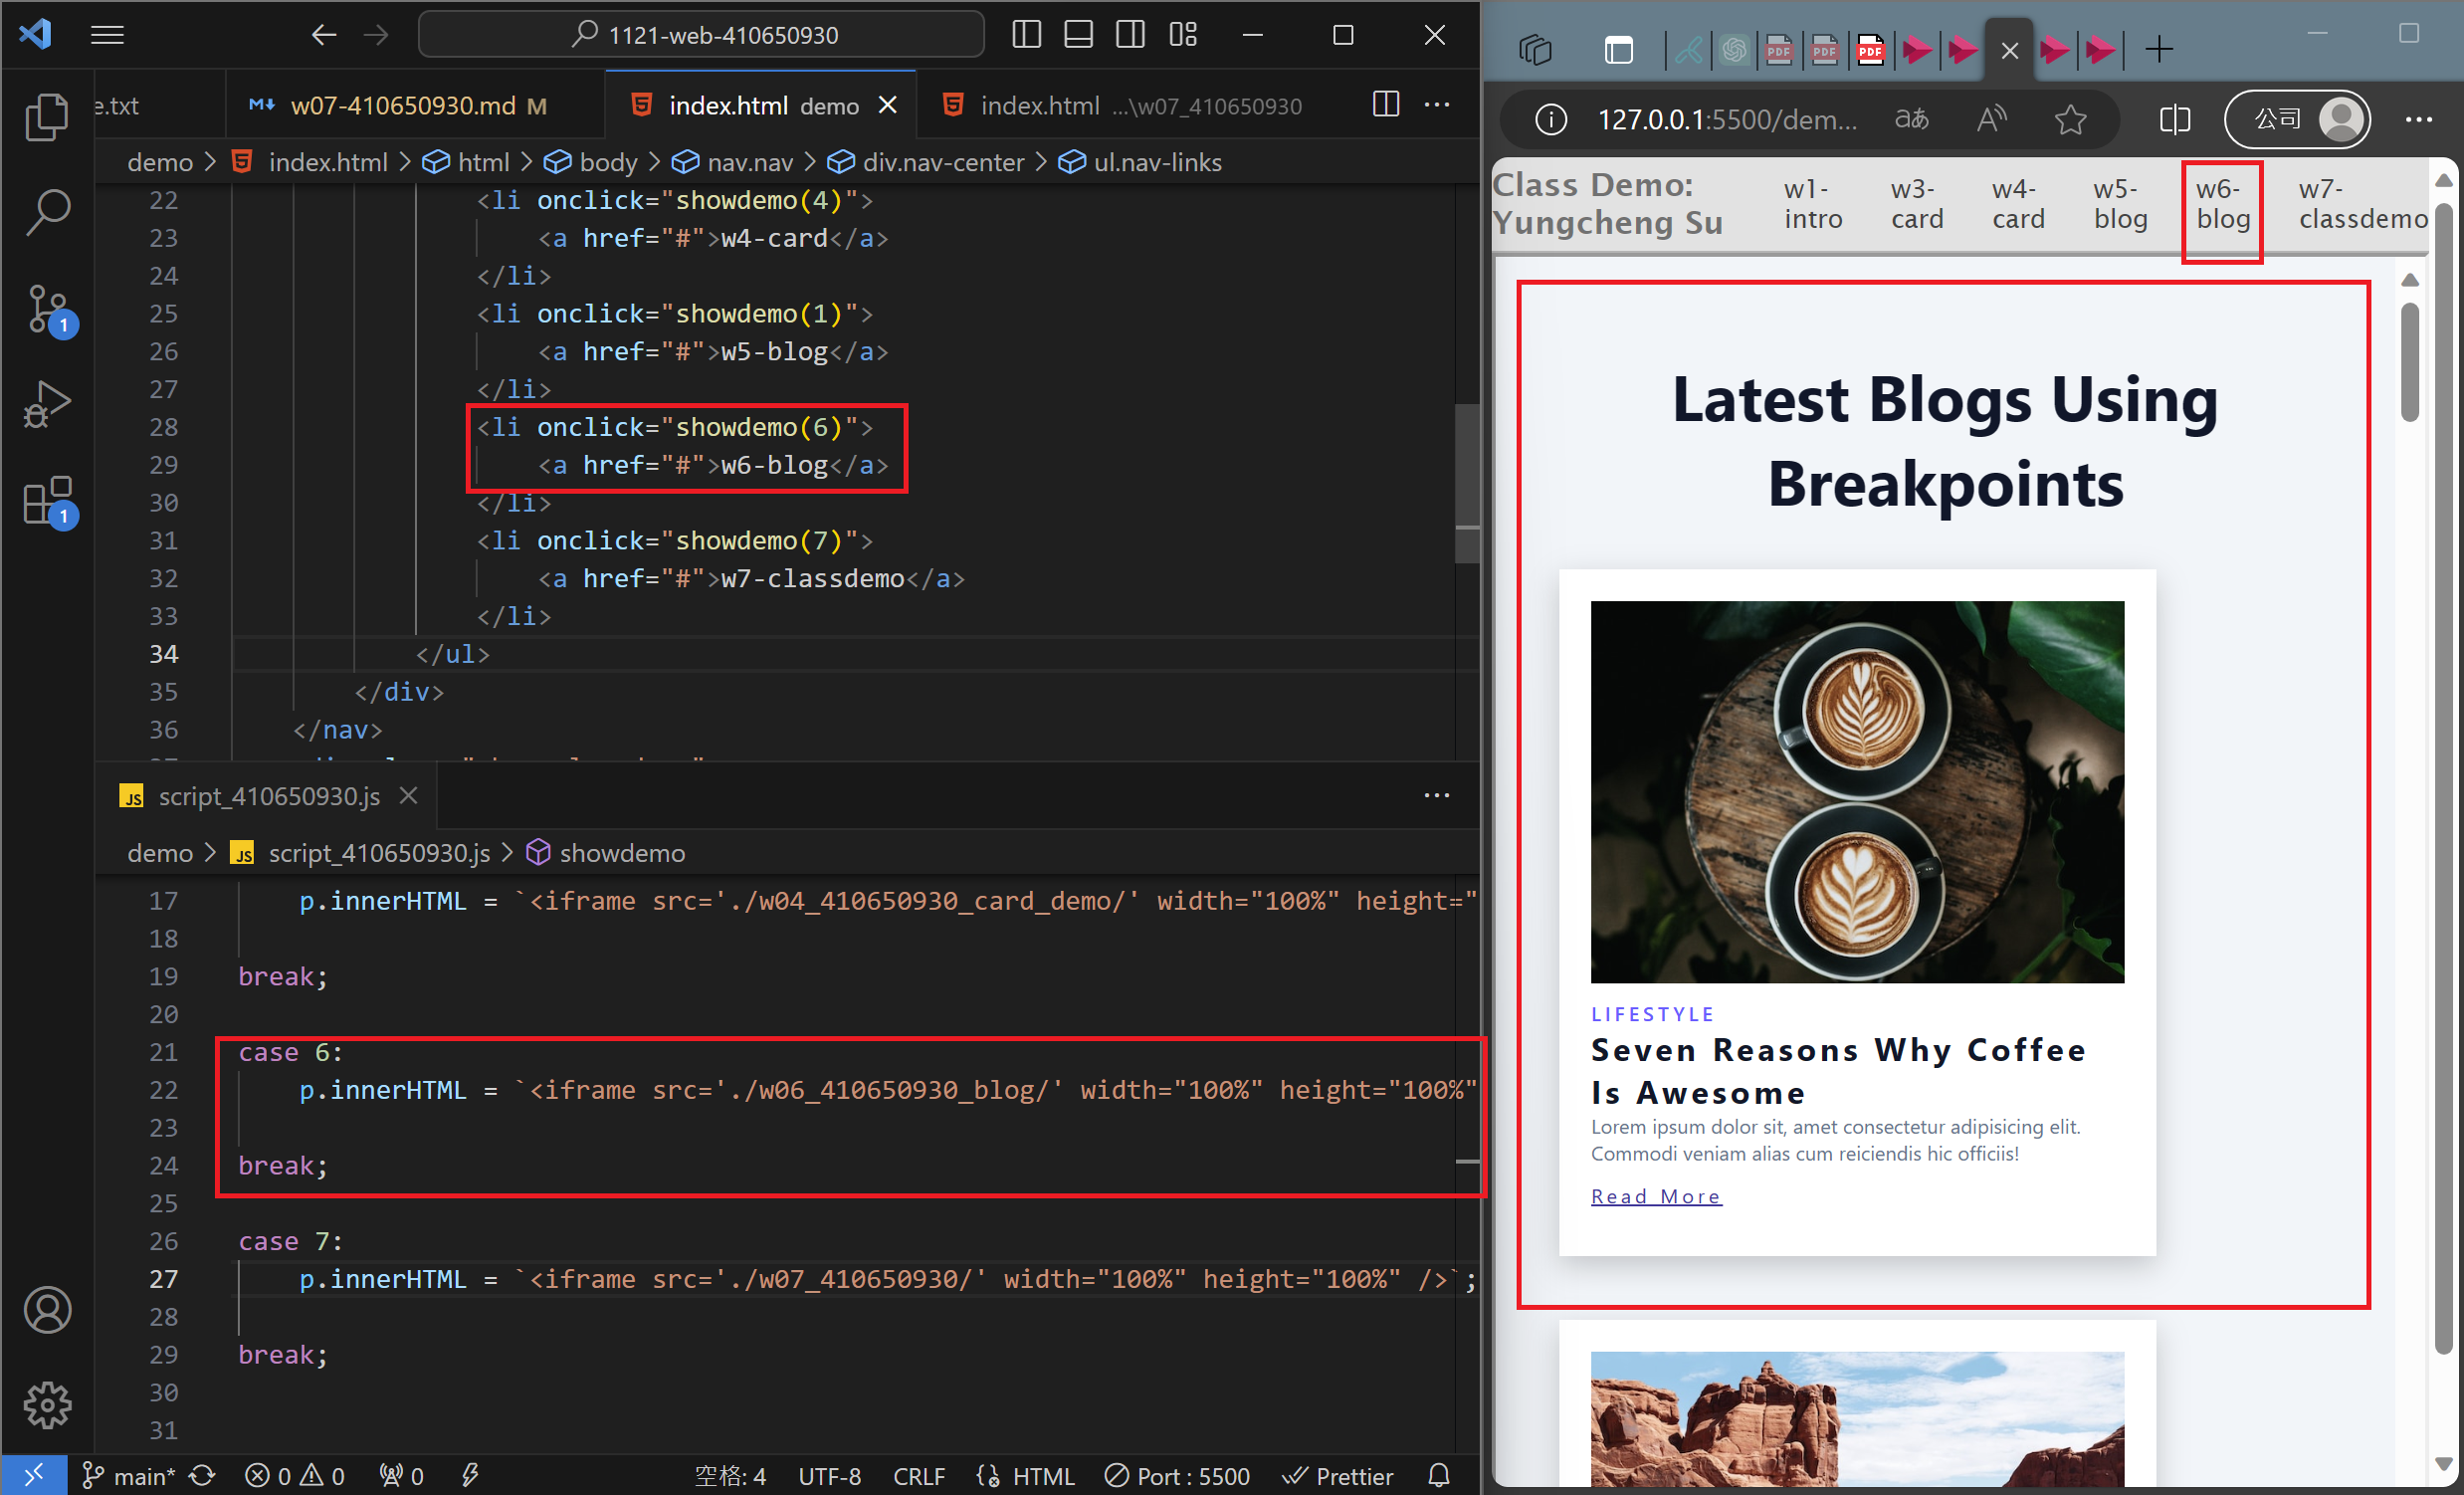 1121-web-410650930
e.txt
w07-410650930.md M
index.html demo
index.html ...\w07_410650930
demo > index.html > html > body > nav.nav > div.nav-center > ul.nav-links
22 <li onclick="showdemo(4)">
23 <a href="#">w4-card</a>
24 </li>
25 <li onclick="showdemo(1)">
26 <a href="#">w5-blog</a>
27 </li>
28 <li onclick="showdemo(6)">
29 <a href="#">w6-blog</a>
30 </li>
31 <li onclick="showdemo(7)">
32 <a href="#">w7-classdemo</a>
33 </li>
34 </ul>
35 </div>
36 </nav>
JS script_410650930.js
demo > JS script_410650930.js > showdemo
17 p.innerHTML = `<iframe src='./w04_410650930_card_demo/' width="100%" height="
18
19 break;
20
21 case 6:
22 p.innerHTML = `<iframe src='./w06_410650930_blog/' width="100%" height="100%"
23
24 break;
25
26 case 7:
27 p.innerHTML = `<iframe src='./w07_410650930/' width="100%" height="100%" />`;
28
29 break;
30
31
1
1
main* 0 0 0 空格: 4 UTF-8 CRLF HTML Port : 5500 Prettier
PDF PDF PDF
127.0.0.1:5500/dem... aあ A 公司
Class Demo:
Yungcheng Su
w1-
intro
w3-
card
w4-
card
w5-
blog
w6-
blog
w7-
classdemo
Latest Blogs Using
Breakpoints
LIFESTYLE
Seven Reasons Why Coffee
Is Awesome
Lorem ipsum dolor sit, amet consectetur adipisicing elit.
Commodi veniam alias cum reiciendis hic officiis!
Read More